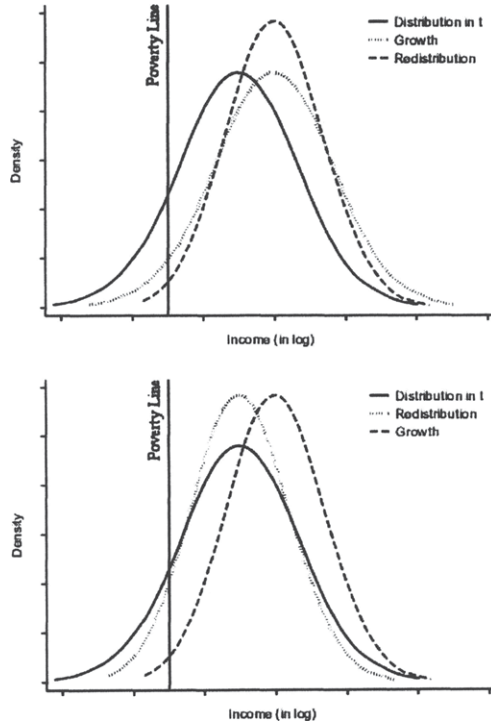 Poverty Line
Distribution in t
Growth
Redistribution
Density
Income (in log)
Poverty Line
Distribution in t
Redistribution
Growth
Density
Income (in log)